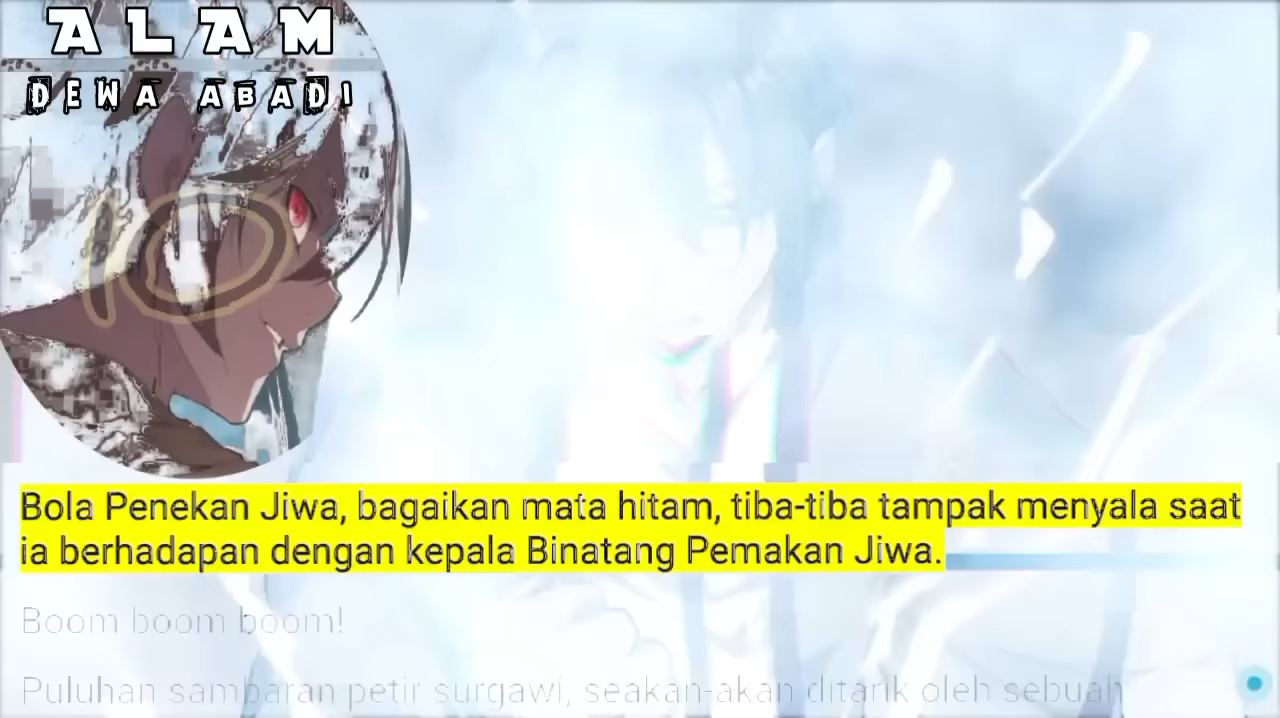 ALAM
DEWA ABADI
Bola Penekan Jiwa, bagaikan mata hitam, tiba-tiba tampak menyala saat
ia berhadapan dengan kepala Binatang Pemakan Jiwa.
Boom boom boom!
Puluhan sambaran petir surgawi, seakan-akan ditarik oleh sebuah